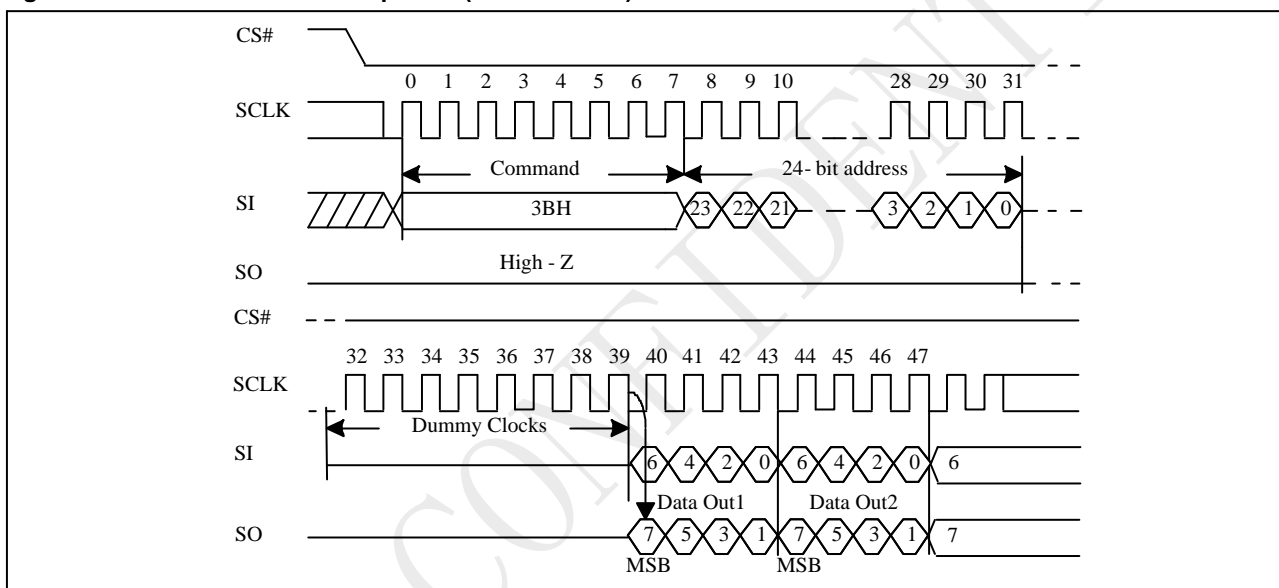 CS#
0 1 2 3 4 5 6 7 8 9 10 28 29 30 31
SCLK
Command 24- bit address
SI 3BH 23 22 21 3 2 1 0
High - Z
SO
CS#
32 33 34 35 36 37 38 39 40 41 42 43 44 45 46 47
SCLK
Dummy Clocks
SI 6 4 2 0 6 4 2 0 6
Data Out1 Data Out2
SO 7 5 3 1 7 5 3 1 7
MSB MSB
CONFIDENT